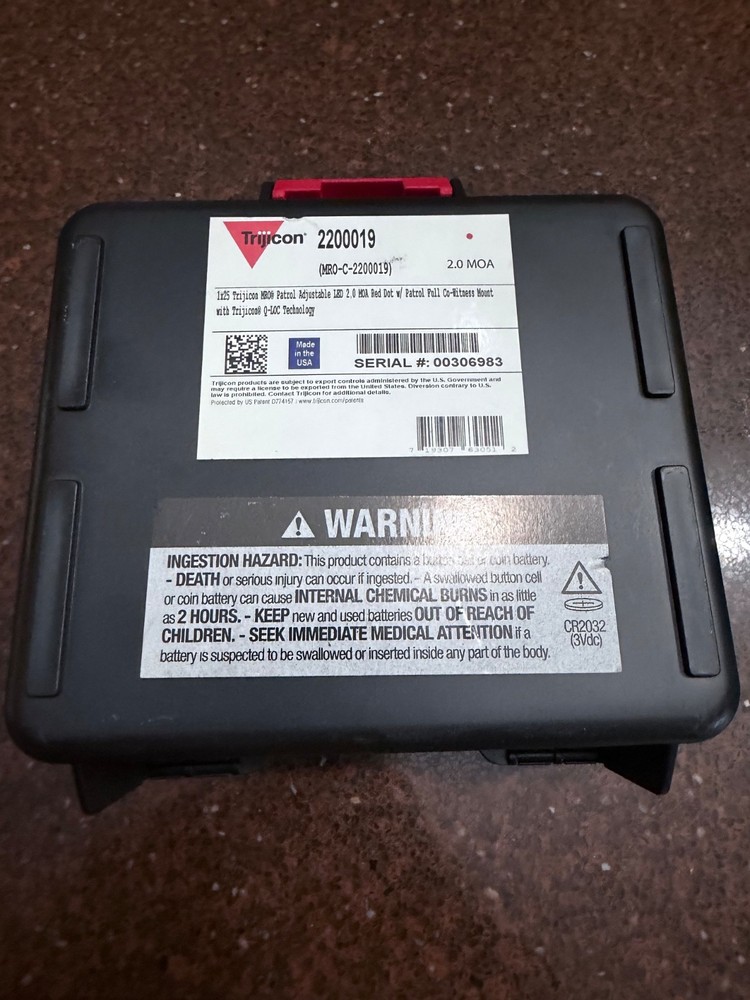 Trijicon® 2200019
(MRO-C-2200019) 2.0 MOA
1x25 Trijicon MRO® Patrol Adjustable LED 2.0 MOA Red Dot w/ Patrol Full Co-Witness Mount
with Trijicon® Q-LOC Technology
Made
in the
USA
SERIAL #: 00306983
Trijicon products are subject to export controls administered by the U.S. Government and
may require a license to be exported from the United States. Diversion contrary to U.S.
law is prohibited. Contact Trijicon for additional details.
Protected by US Patent D774157 | www.trijicon.com/patents
7 19307 63051 2
WARNING
INGESTION HAZARD: This product contains a button cell or coin battery.
- DEATH or serious injury can occur if ingested. - A swallowed button cell
or coin battery can cause INTERNAL CHEMICAL BURNS in as little
as 2 HOURS. - KEEP new and used batteries OUT OF REACH OF
CHILDREN. - SEEK IMMEDIATE MEDICAL ATTENTION if a
battery is suspected to be swallowed or inserted inside any part of the body.
CR2032
(3Vdc)